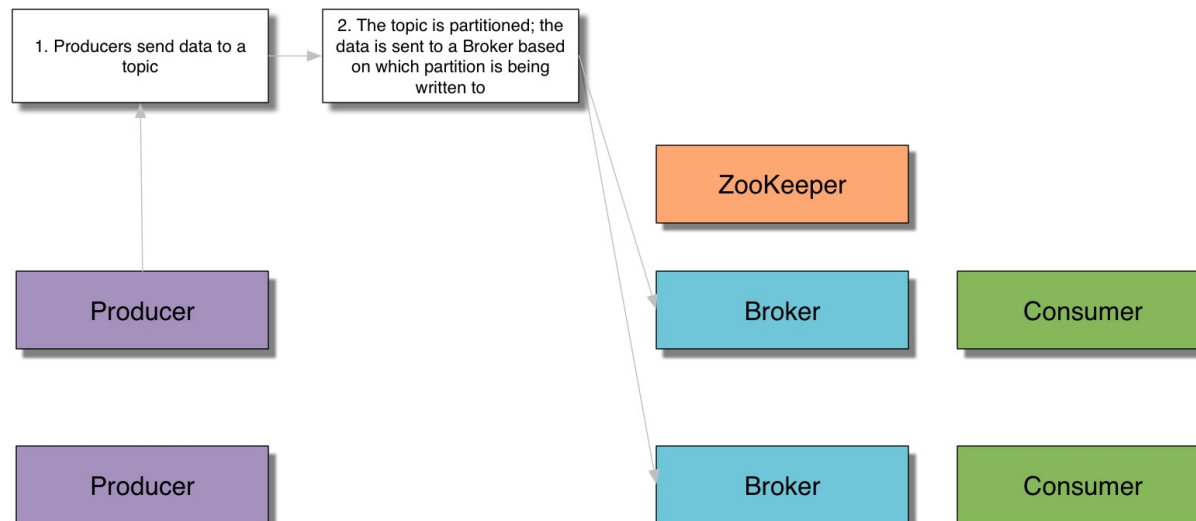 1. Producers send data to a
topic
2. The topic is partitioned; the
data is sent to a Broker based
on which partition is being
written to
ZooKeeper
Producer
Broker
Consumer
Producer
Broker
Consumer